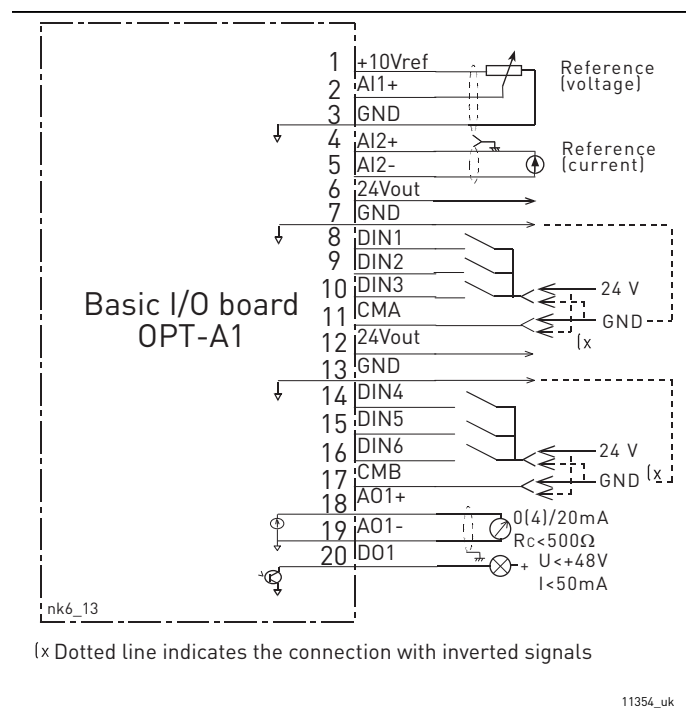 1 +10Vref
Reference
(voltage)
2 AI1+
3 GND
4 AI2+
Reference
(current)
5 AI2-
6 24Vout
7 GND
8 DIN1
9 DIN2
10 DIN3
24 V
11 CMA
GND
(x
Basic I/O board
OPT-A1
12 24Vout
13 GND
14 DIN4
15 DIN5
16 DIN6
24 V
17 CMB
GND (x
18 AO1+
0(4)/20mA
19 AO1-
Rc<500Ω
20 DO1
+ U<+48V
I<50mA
nk6_13
(x Dotted line indicates the connection with inverted signals
11354_uk